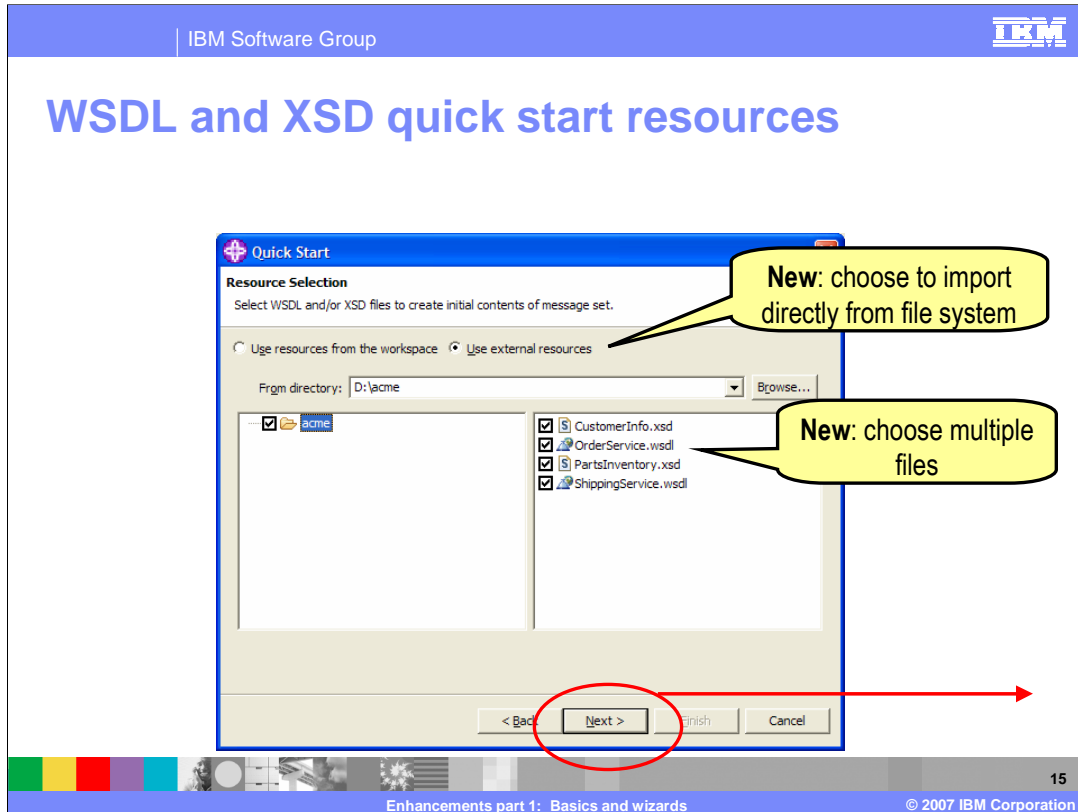 IBM Software Group
IBM
WSDL and XSD quick start resources
Quick Start
Resource Selection
Select WSDL and/or XSD files to create initial contents of message set.
New: choose to import
directly from file system
Use resources from the workspace Use external resources
From directory: D:\acme Browse...
acme
CustomerInfo.xsd
OrderService.wsdl
PartsInventory.xsd
ShippingService.wsdl
New: choose multiple
files
< Back Next > Finish Cancel
15
Enhancements part 1: Basics and wizards © 2007 IBM Corporation